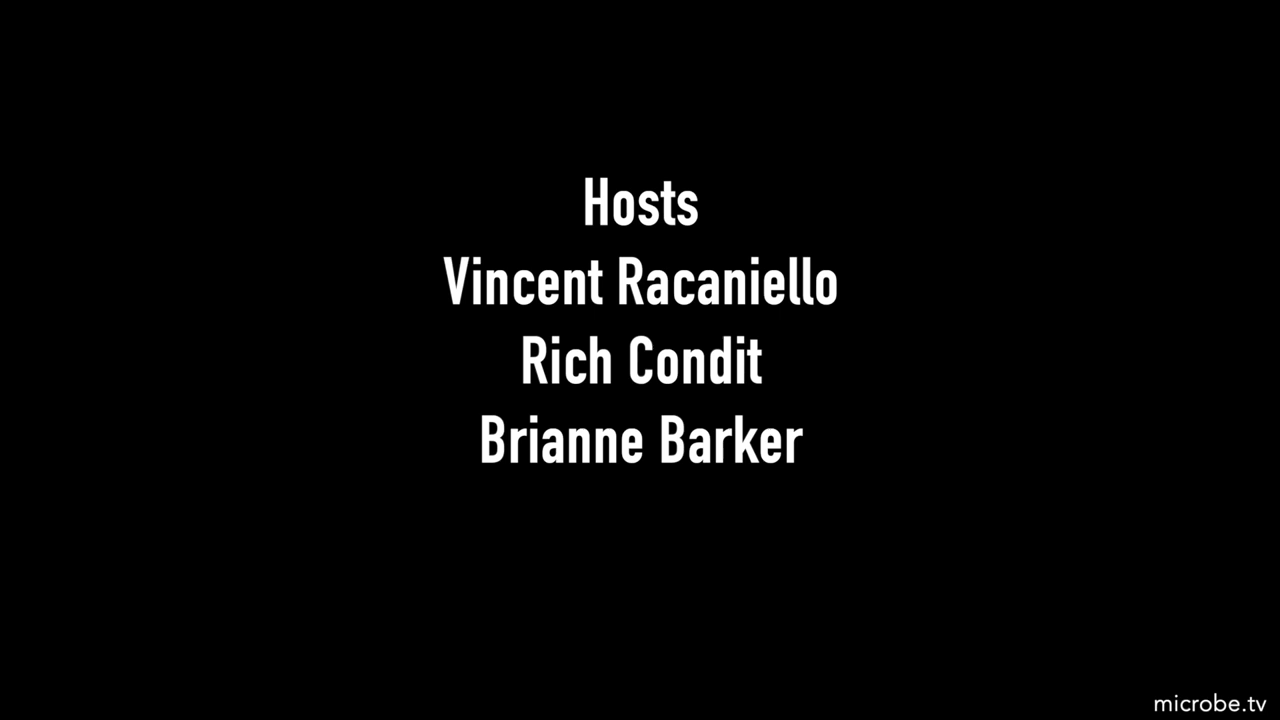 Hosts
Vincent Racaniello
Rich Condit
Brianne Barker
microbe.tv